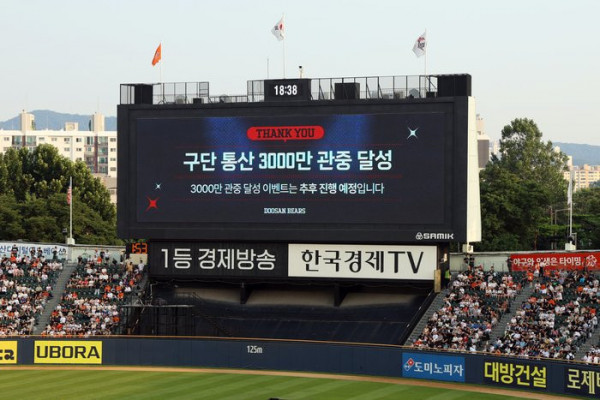 18:38
THANK YOU
구단 통산 3000만 관중 달성
3000만 관중 달성 이벤트는 추후 진행 예정입니다
DOOSAN BEARS
SAMIK
1등 경제방송
한국경제TV
UBORA
125m
도미노피자
대방건설
로제